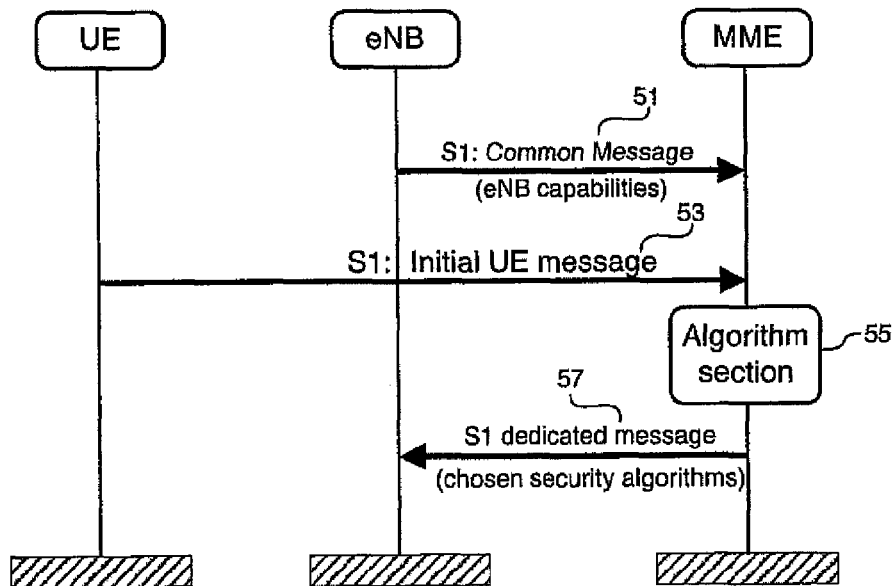 UE
eNB
MME
51
S1: Common Message
(eNB capabilities)
53
S1: Initial UE message
Algorithm
section
55
57
S1 dedicated message
(chosen security algorithms)